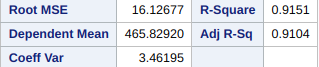 Root MSE 16.12677 R-Square 0.9151
Dependent Mean 465.82920 Adj R-Sq 0.9104
Coeff Var 3.46195